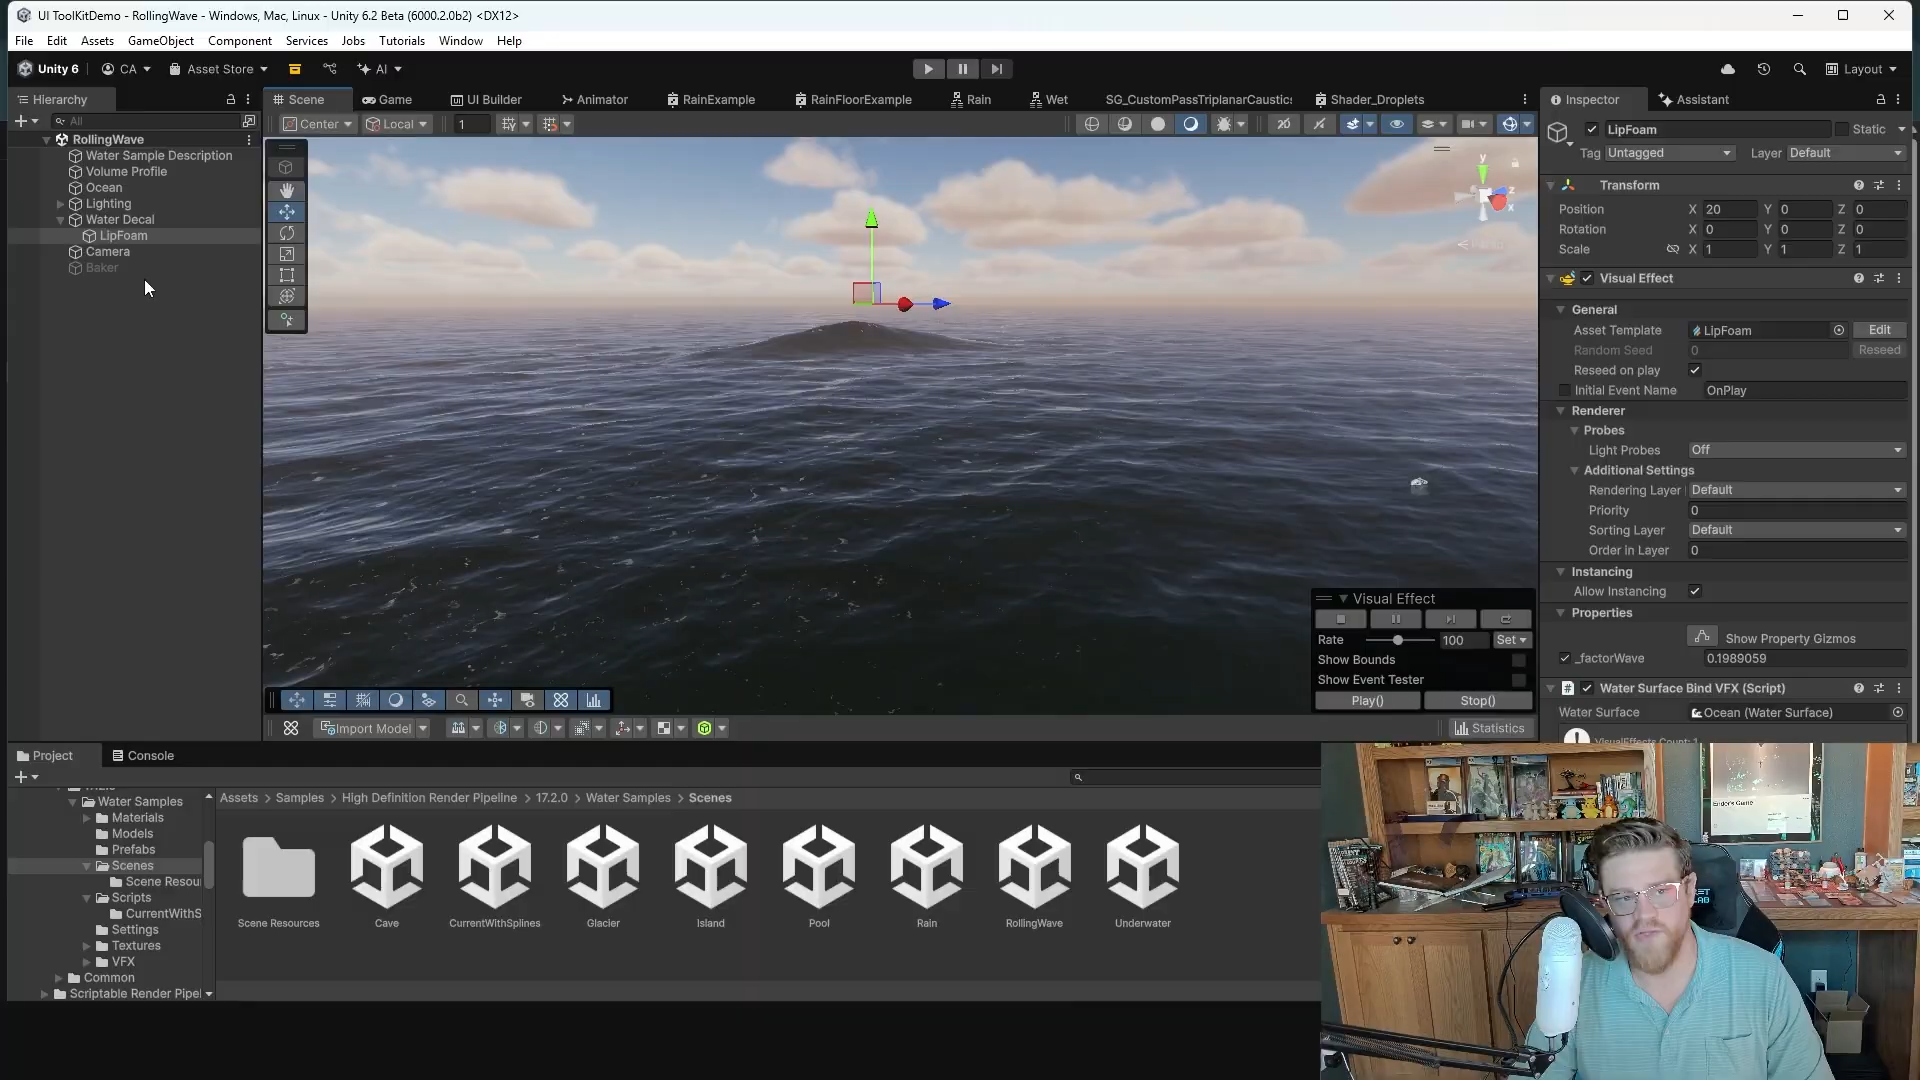 UI ToolKitDemo - RollingWave - Windows, Mac, Linux - Unity 6.2 Beta (6000.2.0b2) <DX12>
File Edit Assets GameObject Component Services Jobs Tutorials Window Help
Unity 6 CA Asset Store AI Layout
Hierarchy
All
RollingWave
Water Sample Description
Volume Profile
Ocean
Lighting
Water Decal
LipFoam
Camera
Baker
Scene Game UI Builder Animator RainExample RainFloorExample Rain Wet SG_CustomPassTriplanarCaustics Shader_Droplets
Center Local 1
y
z
x
Visual Effect
Rate 100 Set
Show Bounds
Show Event Tester
Play() Stop()
Import Model Statistics
Inspector Assistant
LipFoam Static
Tag Untagged Layer Default
Transform
Position X 20 Y 0 Z 0
Rotation X 0 Y 0 Z 0
Scale X 1 Y 1 Z 1
Visual Effect
General
Asset Template LipFoam Edit
Random Seed 0 Reseed
Reseed on play
Initial Event Name OnPlay
Renderer
Probes
Light Probes Off
Additional Settings
Rendering Layer Default
Priority 0
Sorting Layer Default
Order in Layer 0
Instancing
Allow Instancing
Properties
Show Property Gizmos
_factorWave 0.1989059
Water Surface Bind VFX (Script)
Water Surface Ocean (Water Surface)
VisualEffects Count: 1
Project Console
Water Samples
Materials
Models
Prefabs
Scenes
Scene Resou
Scripts
CurrentWithS
Settings
Textures
VFX
Common
Scriptable Render Pipel
Assets > Samples > High Definition Render Pipeline > 17.2.0 > Water Samples > Scenes
Scene Resources Cave CurrentWithSplines Glacier Island Pool Rain RollingWave Underwater
Ender's Game